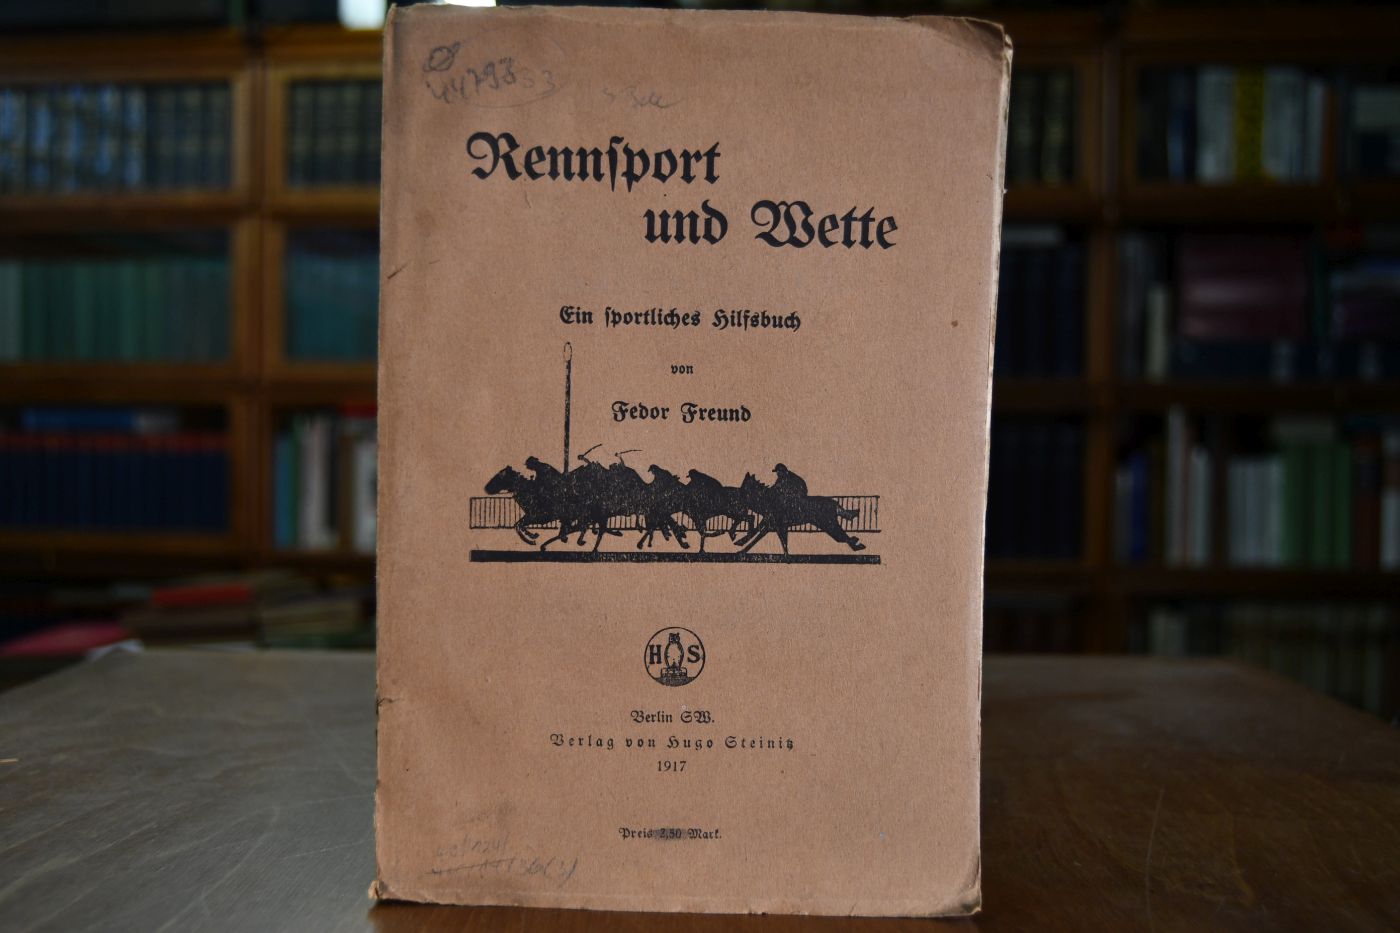 44793
Rennſport
und Wette
Ein ſportliches Hilfsbuch
von
Fedor Freund
H S
Berlin SW.
Verlag von Hugo Steinitz
1917
Preis 2,50 Mark.